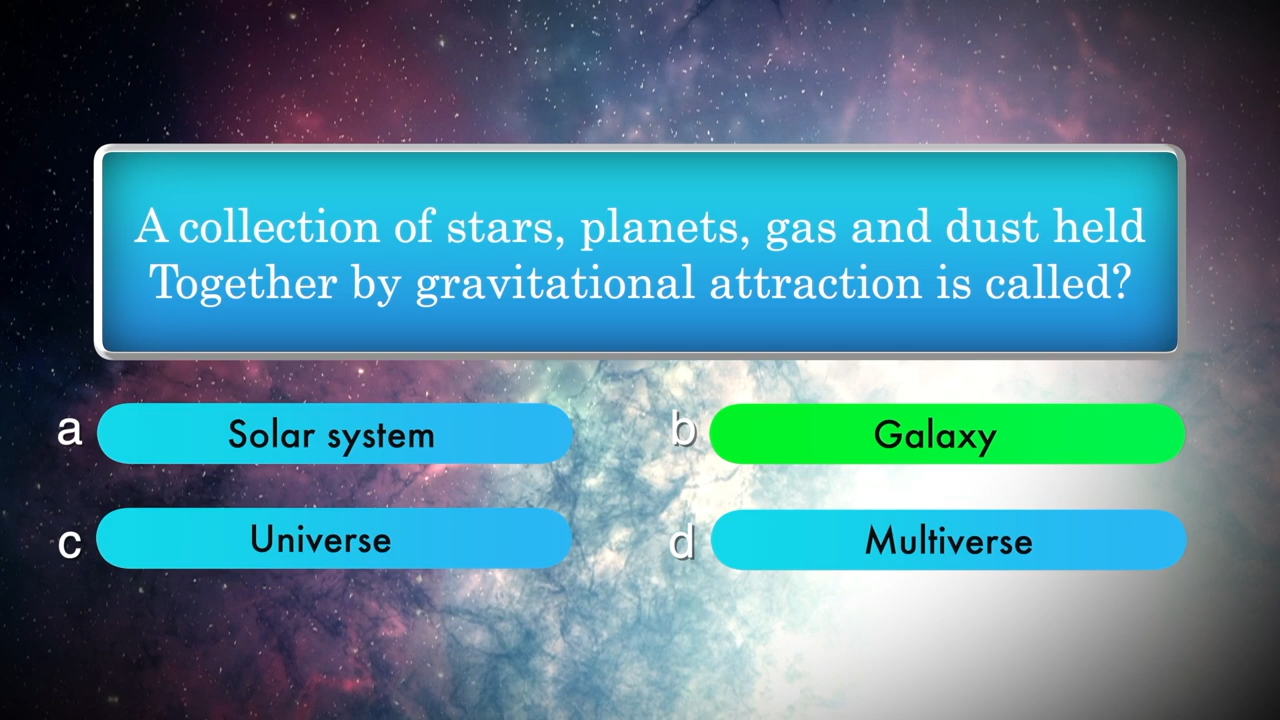 A collection of stars, planets, gas and dust held
Together by gravitational attraction is called?
a Solar system
b Galaxy
c Universe
d Multiverse